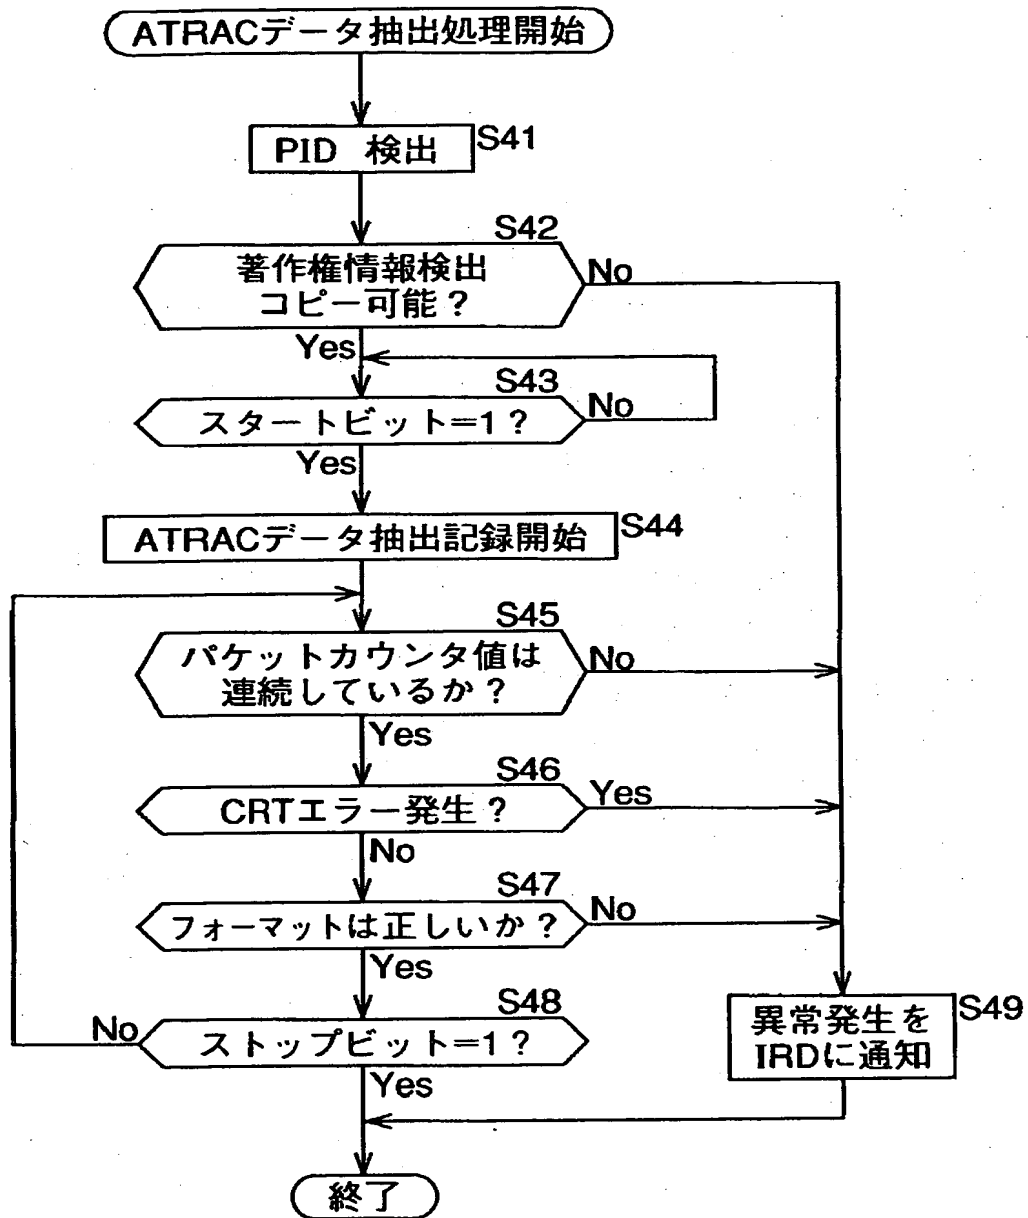 ATRACデータ抽出処理開始
PID 検出
S41
S42
著作権情報検出
コピー可能?
No
Yes
S43
スタートビット=1?
No
Yes
ATRACデータ抽出記録開始
S44
S45
パケットカウンタ値は
連続しているか?
No
Yes
S46
CRTエラー発生?
Yes
No
S47
フォーマットは正しいか?
No
Yes
S48
ストップビット=1?
No
Yes
異常発生を
IRDに通知
S49
終了